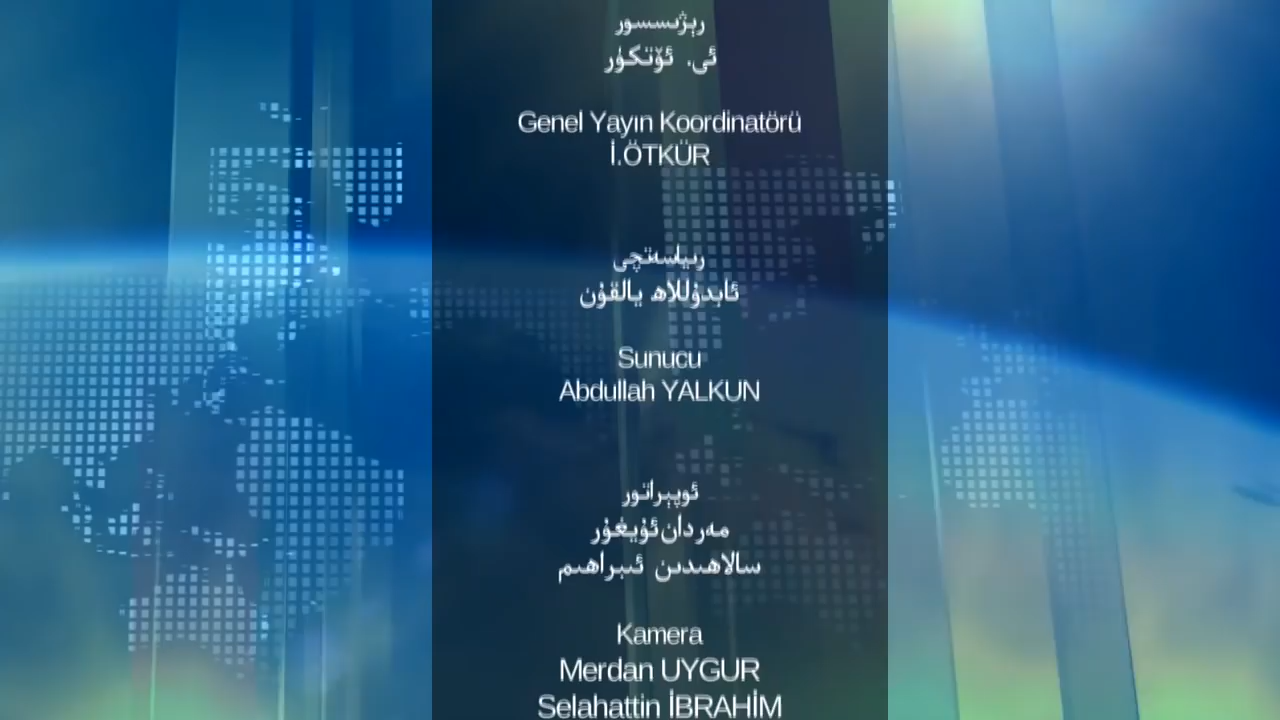 رېژىسسور
ئى. ئۆتكۈر
Genel Yayın Koordinatörü
İ.ÖTKÜR
رىياسەتچى
ئابدۇللاھ يالقۇن
Sunucu
Abdullah YALKUN
ئوپېراتور
مەردان ئۇيغۇر
سالاھىدىن ئىبراھىم
Kamera
Merdan UYGUR
Selahattin İBRAHİM